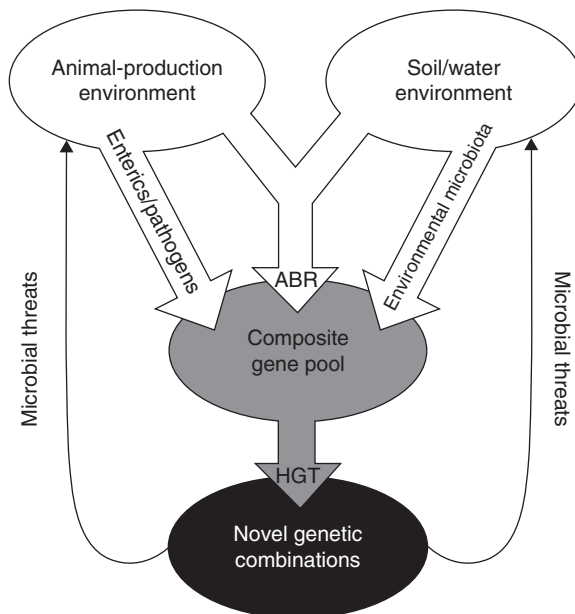 Animal-production
environment
Soil/water
environment
Enterics/pathogens
ABR
Environmental microbiota
Composite
gene pool
Microbial threats
Microbial threats
HGT
Novel genetic
combinations